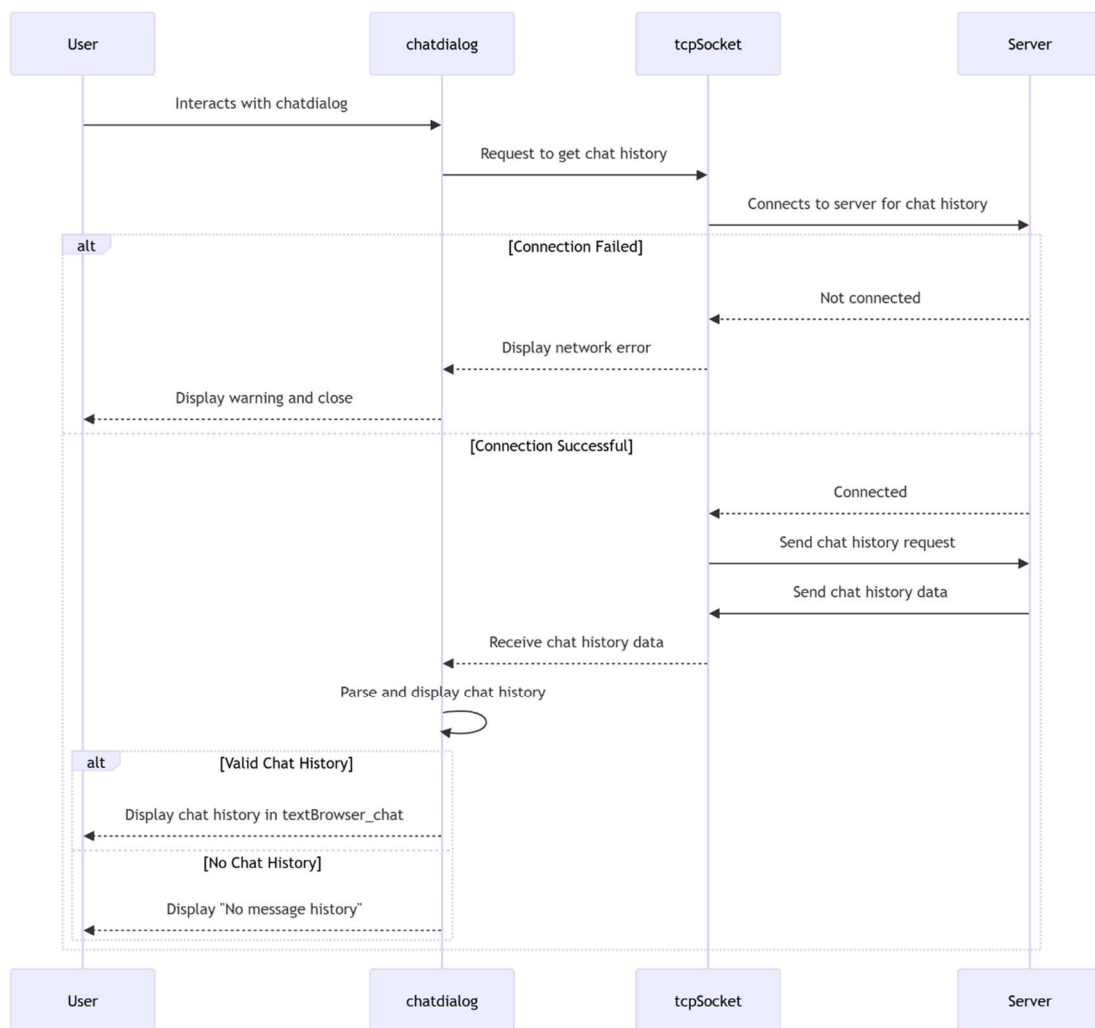 User
chatdialog
tcpSocket
Server
Interacts with chatdialog
Request to get chat history
Connects to server for chat history
alt
[Connection Failed]
Not connected
Display network error
Display warning and close
[Connection Successful]
Connected
Send chat history request
Send chat history data
Receive chat history data
Parse and display chat history
alt
[Valid Chat History]
Display chat history in textBrowser_chat
[No Chat History]
Display "No message history"
User
chatdialog
tcpSocket
Server